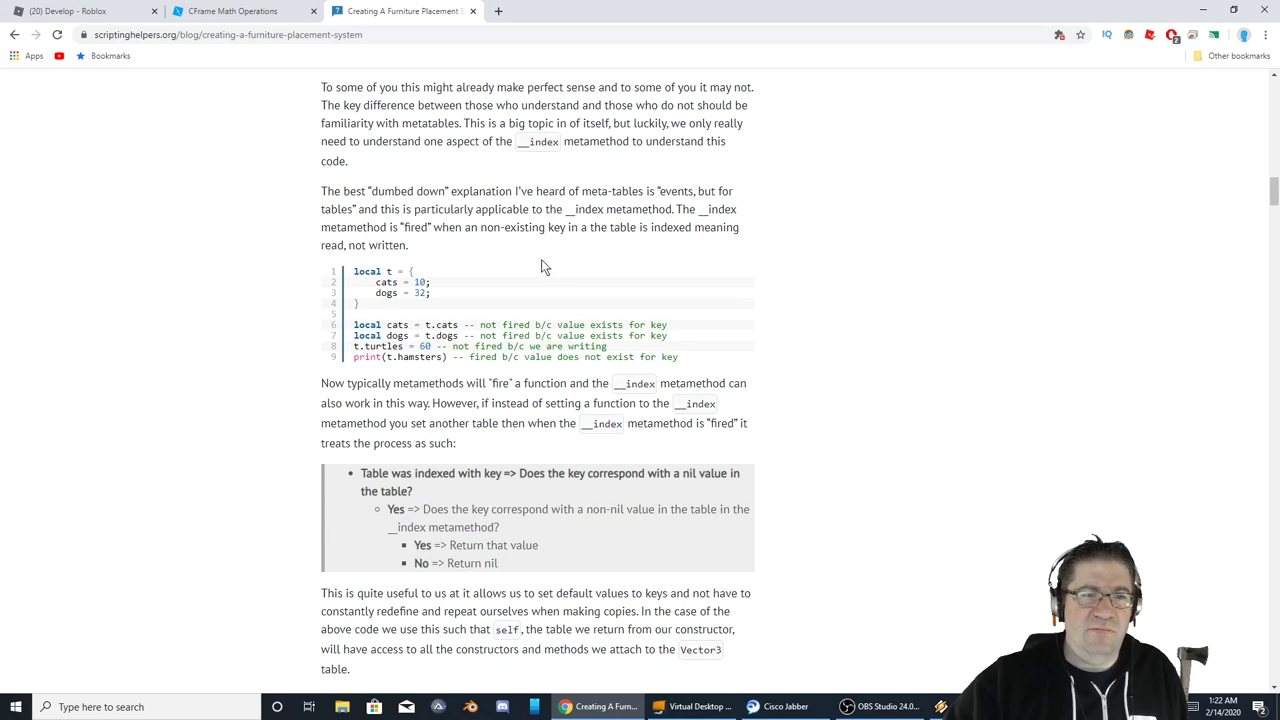 (20) Develop - Roblox
CFrame Math Operations
Creating A Furniture Placement S
scriptinghelpers.org/blog/creating-a-furniture-placement-system
Apps
Bookmarks
Other bookmarks
To some of you this might already make perfect sense and to some of you it may not.
The key difference between those who understand and those who do not should be
familiarity with metatables. This is a big topic in of itself, but luckily, we only really
need to understand one aspect of the __index metamethod to understand this
code.
The best “dumbed down” explanation I’ve heard of meta-tables is “events, but for
tables” and this is particularly applicable to the __index metamethod. The __index
metamethod is “fired” when an non-existing key in a the table is indexed meaning
read, not written.
1 local t = {
2 cats = 10;
3 dogs = 32;
4 }
5
6 local cats = t.cats -- not fired b/c value exists for key
7 local dogs = t.dogs -- not fired b/c value exists for key
8 t.turtles = 60 -- not fired b/c we are writing
9 print(t.hamsters) -- fired b/c value does not exist for key
Now typically metamethods will "fire" a function and the __index metamethod can
also work in this way. However, if instead of setting a function to the __index
metamethod you set another table then when the __index metamethod is “fired” it
treats the process as such:
• Table was indexed with key => Does the key correspond with a nil value in
the table?
Yes => Does the key correspond with a non-nil value in the table in the
__index metamethod?
Yes => Return that value
No => Return nil
This is quite useful to us at it allows us to set default values to keys and not have to
constantly redefine and repeat ourselves when making copies. In the case of the
above code we use this such that self, the table we return from our constructor,
will have access to all the constructors and methods we attach to the Vector3
table.
Type here to search
Creating A Furn...
Virtual Desktop ...
Cisco Jabber
OBS Studio 24.0...
1:22 AM
2/14/2020